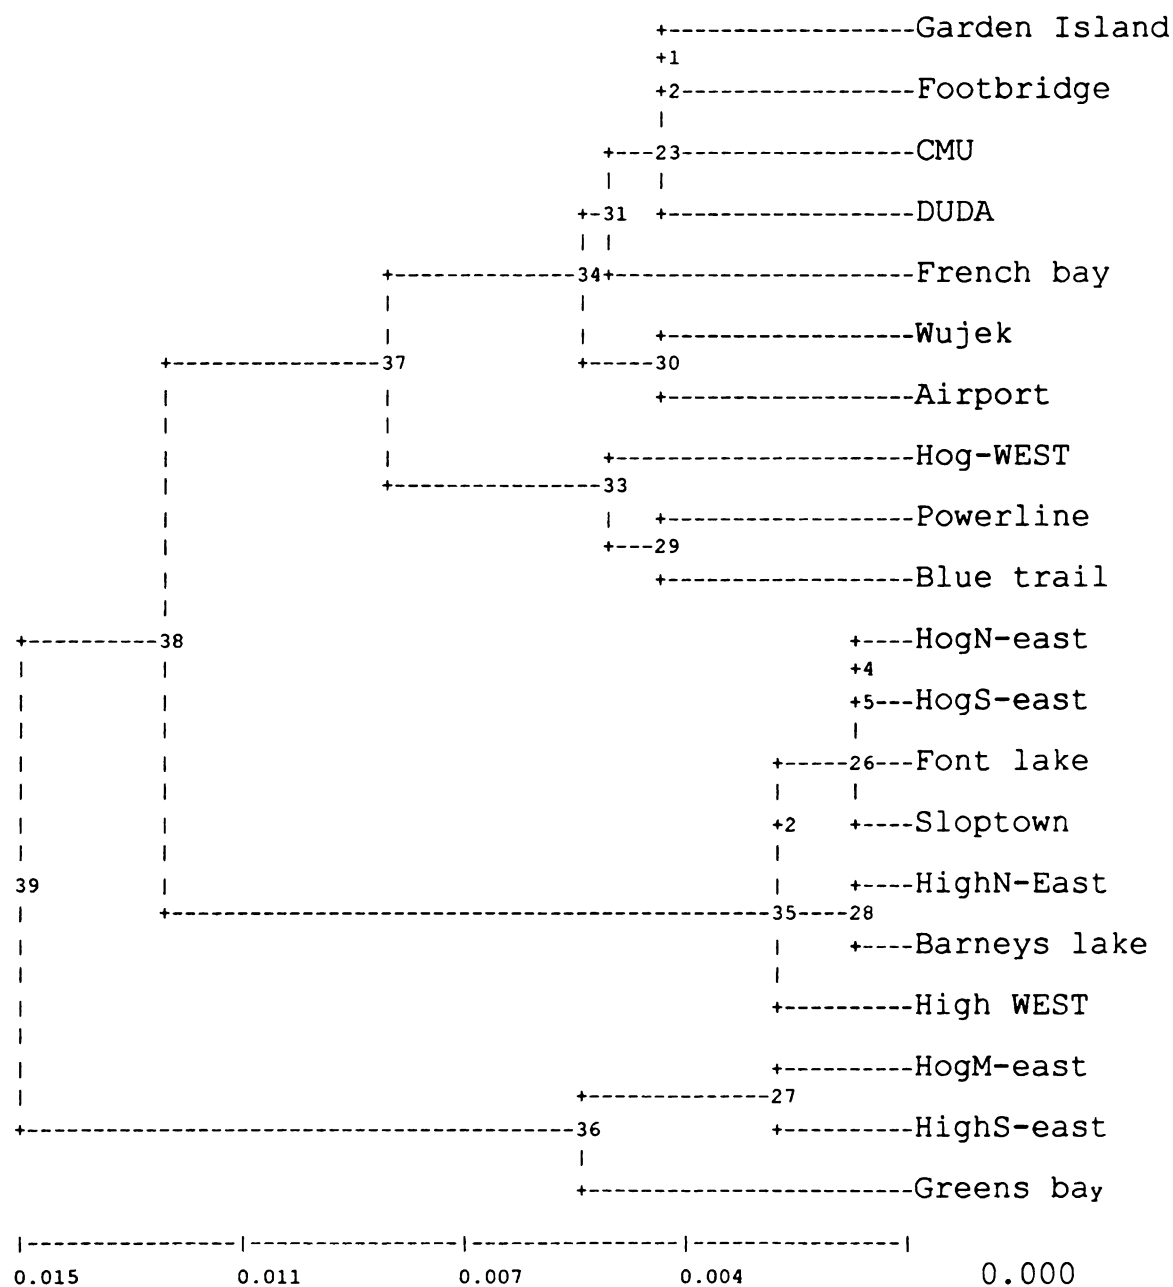 Garden Island
1
2 Footbridge
23 CMU
31 DUDA
34 French bay
Wujek
37 30
Airport
Hog-WEST
33
Powerline
29
Blue trail
38 HogN-east
4
5 HogS-east
26 Font lake
2 Sloptown
39 HighN-East
35 28
Barneys lake
High WEST
HogM-east
27
36 HighS-east
Greens bay
0.015 0.011 0.007 0.004 0.000